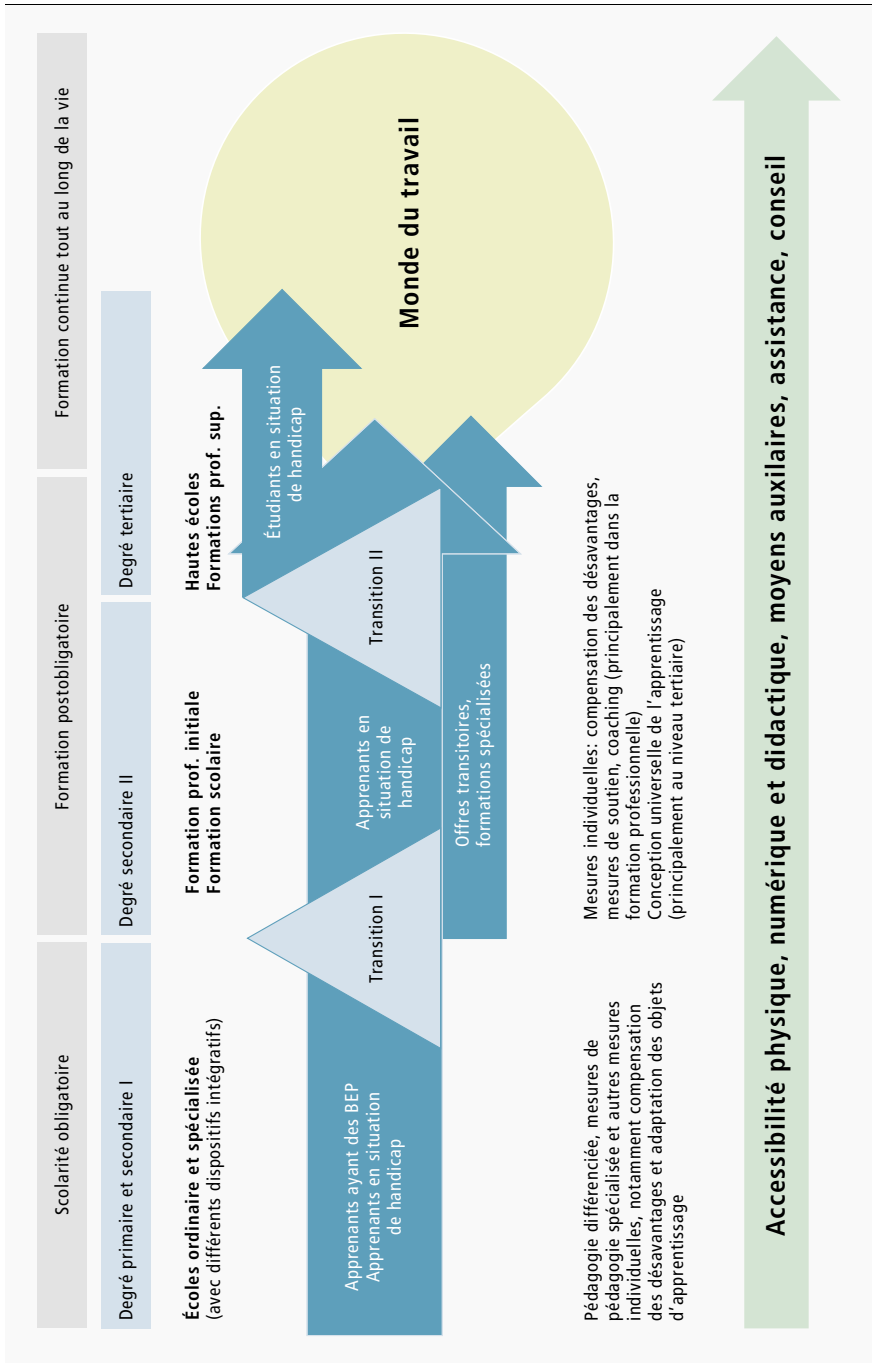 Scolarité obligatoire
Formation postobligatoire
Formation continue tout au long de la vie
Degré primaire et secondaire I
Degré secondaire II
Degré tertiaire
Écoles ordinaire et spécialisée
(avec différents dispositifs intégratifs)
Formation prof. initiale
Formation scolaire
Hautes écoles
Formations prof. sup.
Étudiants en situation
de handicap
Apprenants ayant des BEP
Apprenants en situation
de handicap
Transition I
Apprenants en
situation de
handicap
Transition II
Monde du travail
Offres transitoires,
formations spécialisées
Pédagogie différenciée, mesures de
pédagogie spécialisée et autres mesures
individuelles, notamment compensation
des désavantages et adaptation des objets
d’apprentissage
Mesures individuelles: compensation des désavantages,
mesures de soutien, coaching (principalement dans la
formation professionnelle)
Conception universelle de l’apprentissage
(principalement au niveau tertiaire)
Accessibilité physique, numérique et didactique, moyens auxilaires, assistance, conseil